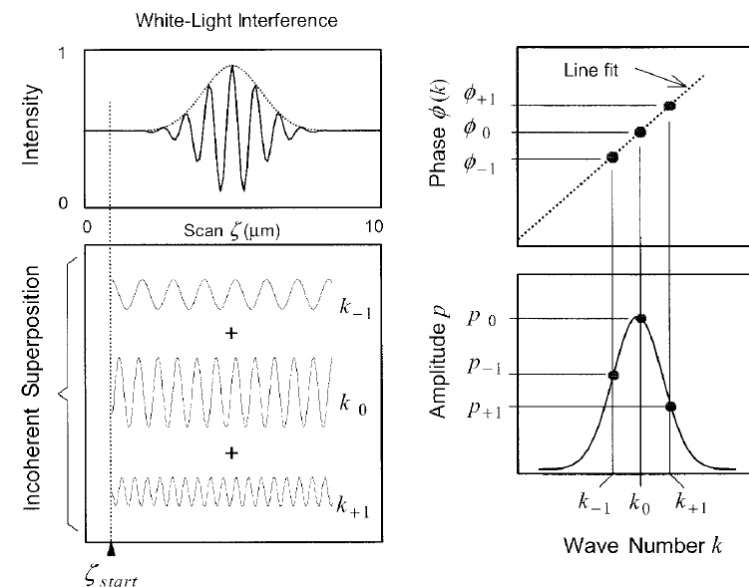 White-Light Interference
1
Intensity
0
0
Scan ζ (μm)
10
Incoherent Superposition
k₋₁
+
k₀
+
k₊₁
ζ start
Line fit
Phase ϕ(k)
ϕ₊₁
ϕ₀
ϕ₋₁
Amplitude p
p₀
p₋₁
p₊₁
k₋₁ k₀ k₊₁
Wave Number k